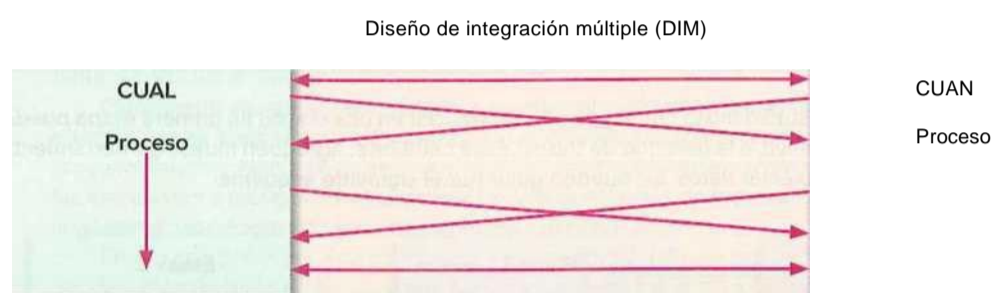 Diseño de integración múltiple (DIM)
CUAL
CUAN
Proceso
Proceso